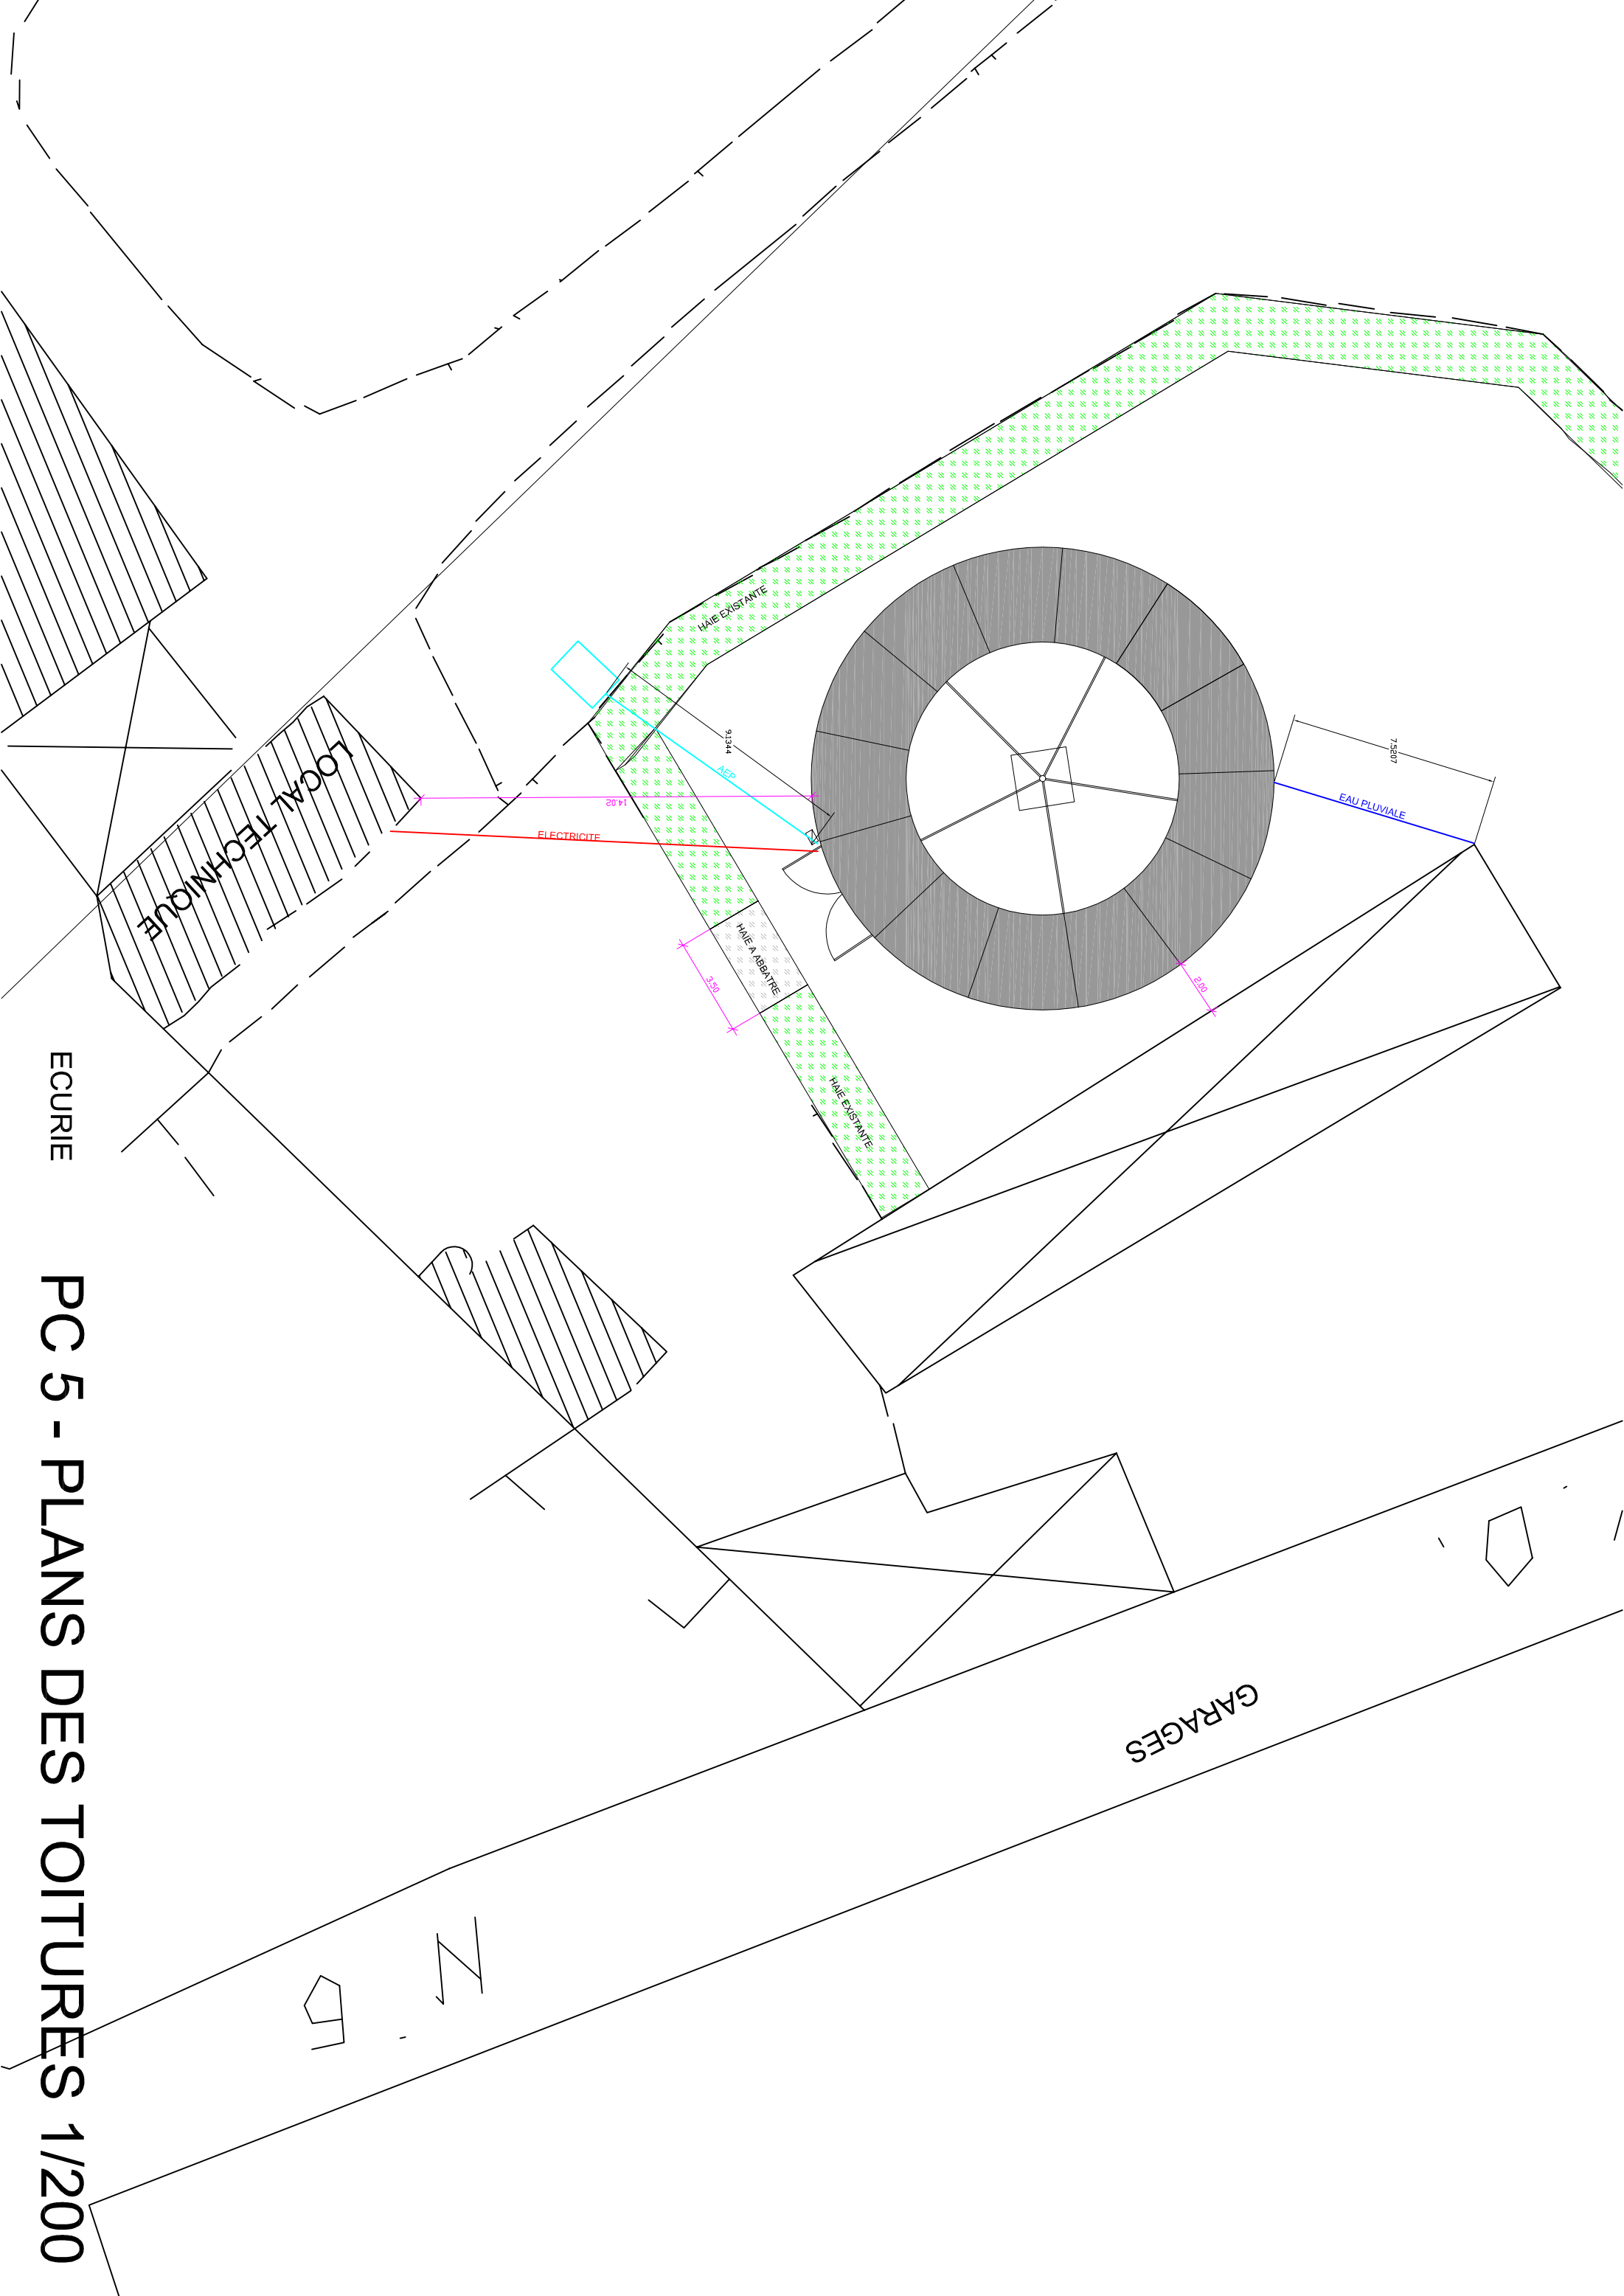 HAIE EXISTANTE
9.1344
AEP
14.02
ELECTRICITE
7.5207
EAU PLUVIALE
HAIE A ABBATRE
3.50
2.00
HAIE EXISTANTE
LOCAL TECHNIQUE
ECURIE
PC 5 - PLANS DES TOITURES 1/200
GARAGES